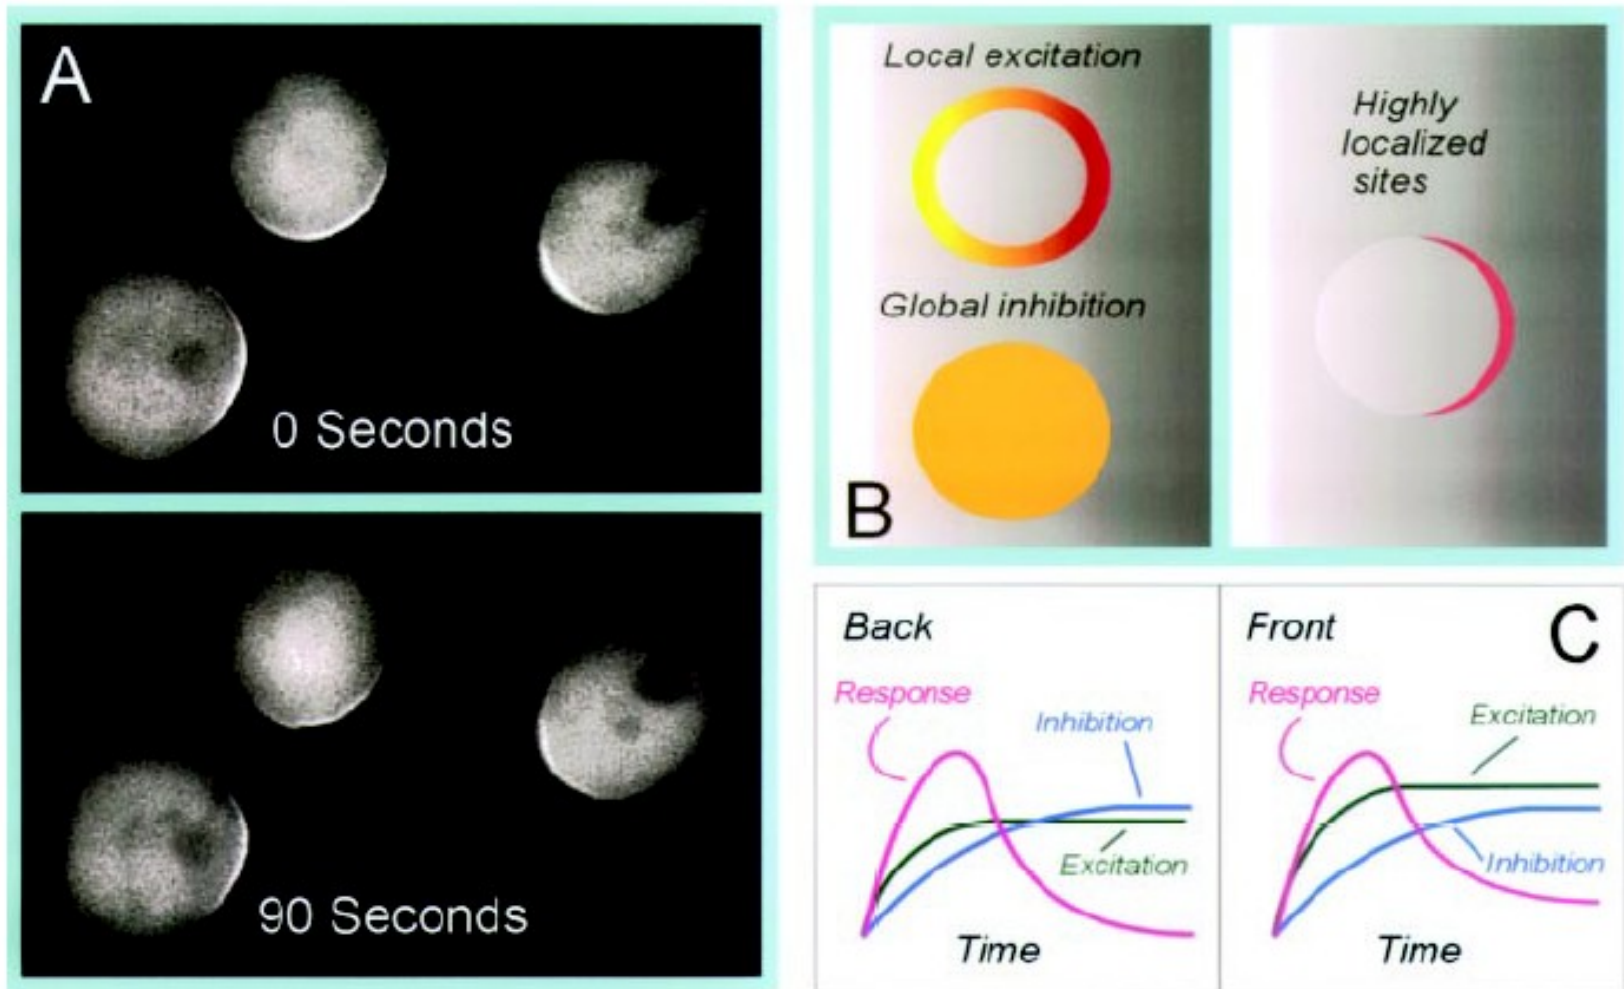 A
0 Seconds
90 Seconds
Local excitation
Global inhibition
B
Highly
localized
sites
Back
Response
Inhibition
Excitation
Time
Front
C
Response
Excitation
Inhibition
Time